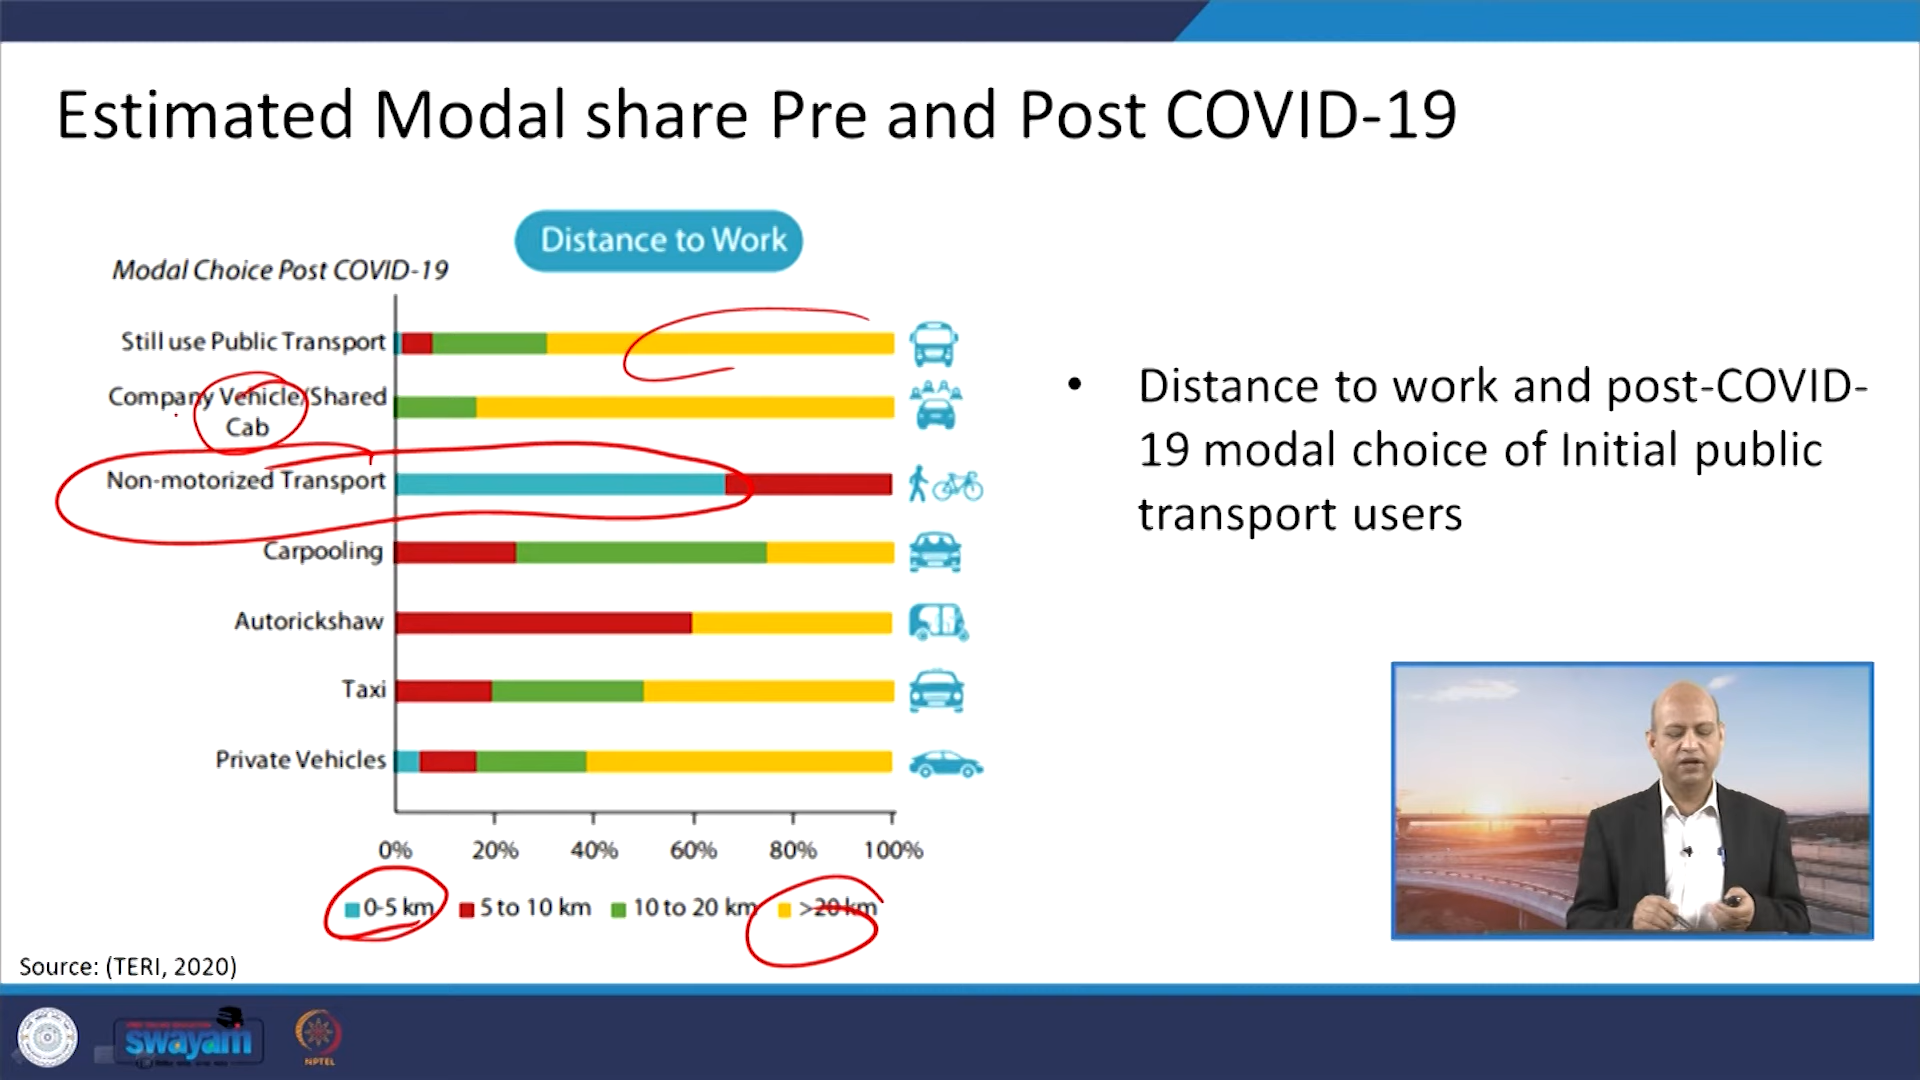 Estimated Modal share Pre and Post COVID-19
Distance to Work
Modal Choice Post COVID-19
Still use Public Transport
Company Vehicle/Shared
Cab
Non-motorized Transport
Carpooling
Autorickshaw
Taxi
Private Vehicles
0% 20% 40% 60% 80% 100%
0-5 km 5 to 10 km 10 to 20 km >20 km
• Distance to work and post-COVID-
19 modal choice of Initial public
transport users
Source: (TERI, 2020)
swayam
NPTEL